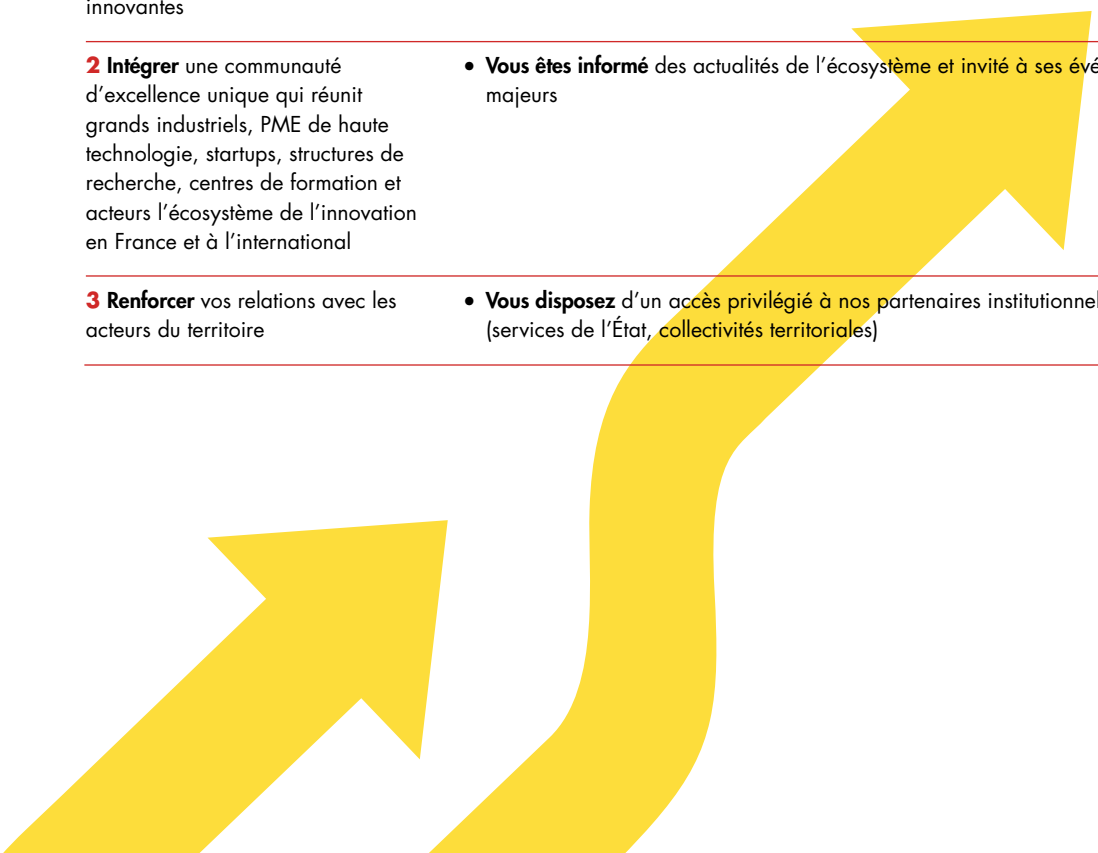 innovantes
2 Intégrer une communauté
d'excellence unique qui réunit
grands industriels, PME de haute
technologie, startups, structures de
recherche, centres de formation et
acteurs l'écosystème de l'innovation
en France et à l'international
• Vous êtes informé des actualités de l'écosystème et invité à ses évé
majeurs
3 Renforcer vos relations avec les
acteurs du territoire
• Vous disposez d'un accès privilégié à nos partenaires institutionnel
(services de l'État, collectivités territoriales)